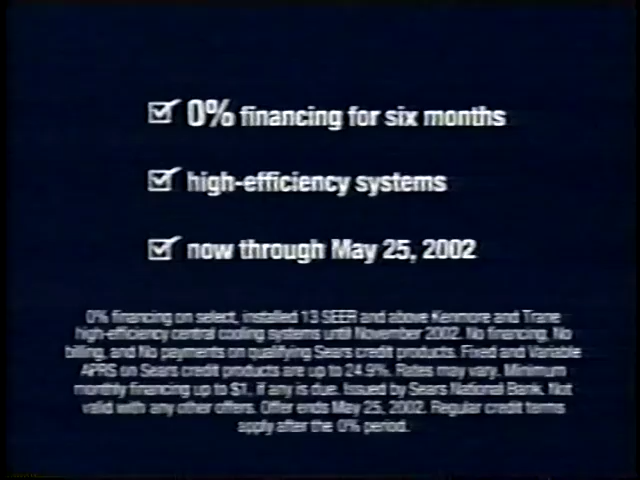 0% financing for six months
high-efficiency systems
now through May 25, 2002
0% financing on select, installed 13 SEER and above Kenmore and Trane
high-efficiency central cooling systems until November 2002. No financing, No
billing, and No payments on qualifying Sears credit products. Fixed and Variable
APRS on Sears credit products are up to 24.9%. Rates may vary. Minimum
monthly financing up to $1, if any is due. Issued by Sears National Bank. Not
valid with any other offers. Offer ends May 25, 2002. Regular credit terms
apply after the 0% period.